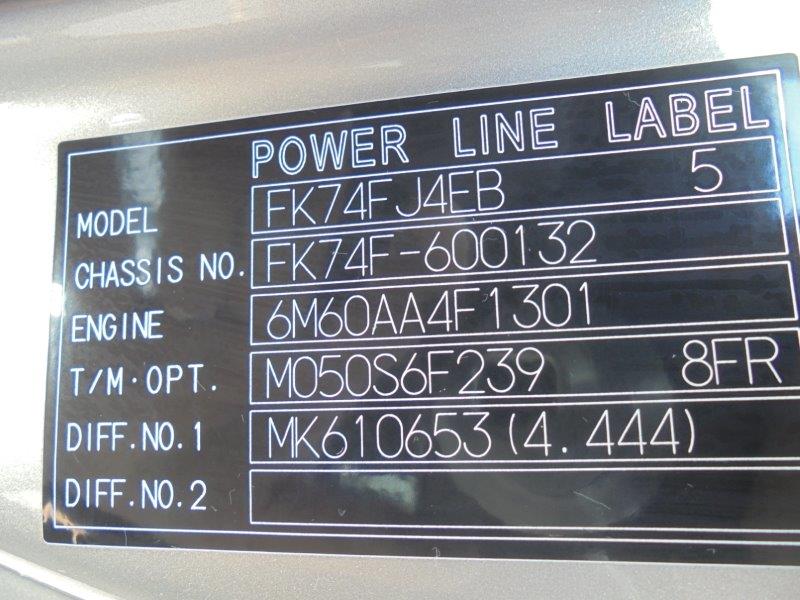 POWER LINE LABEL
MODEL FK74FJ4EB 5
CHASSIS NO. FK74F-600132
ENGINE 6M60AA4F1301
T/M·OPT. M050S6F239 8FR
DIFF.NO.1 MK610653(4.444)
DIFF.NO.2